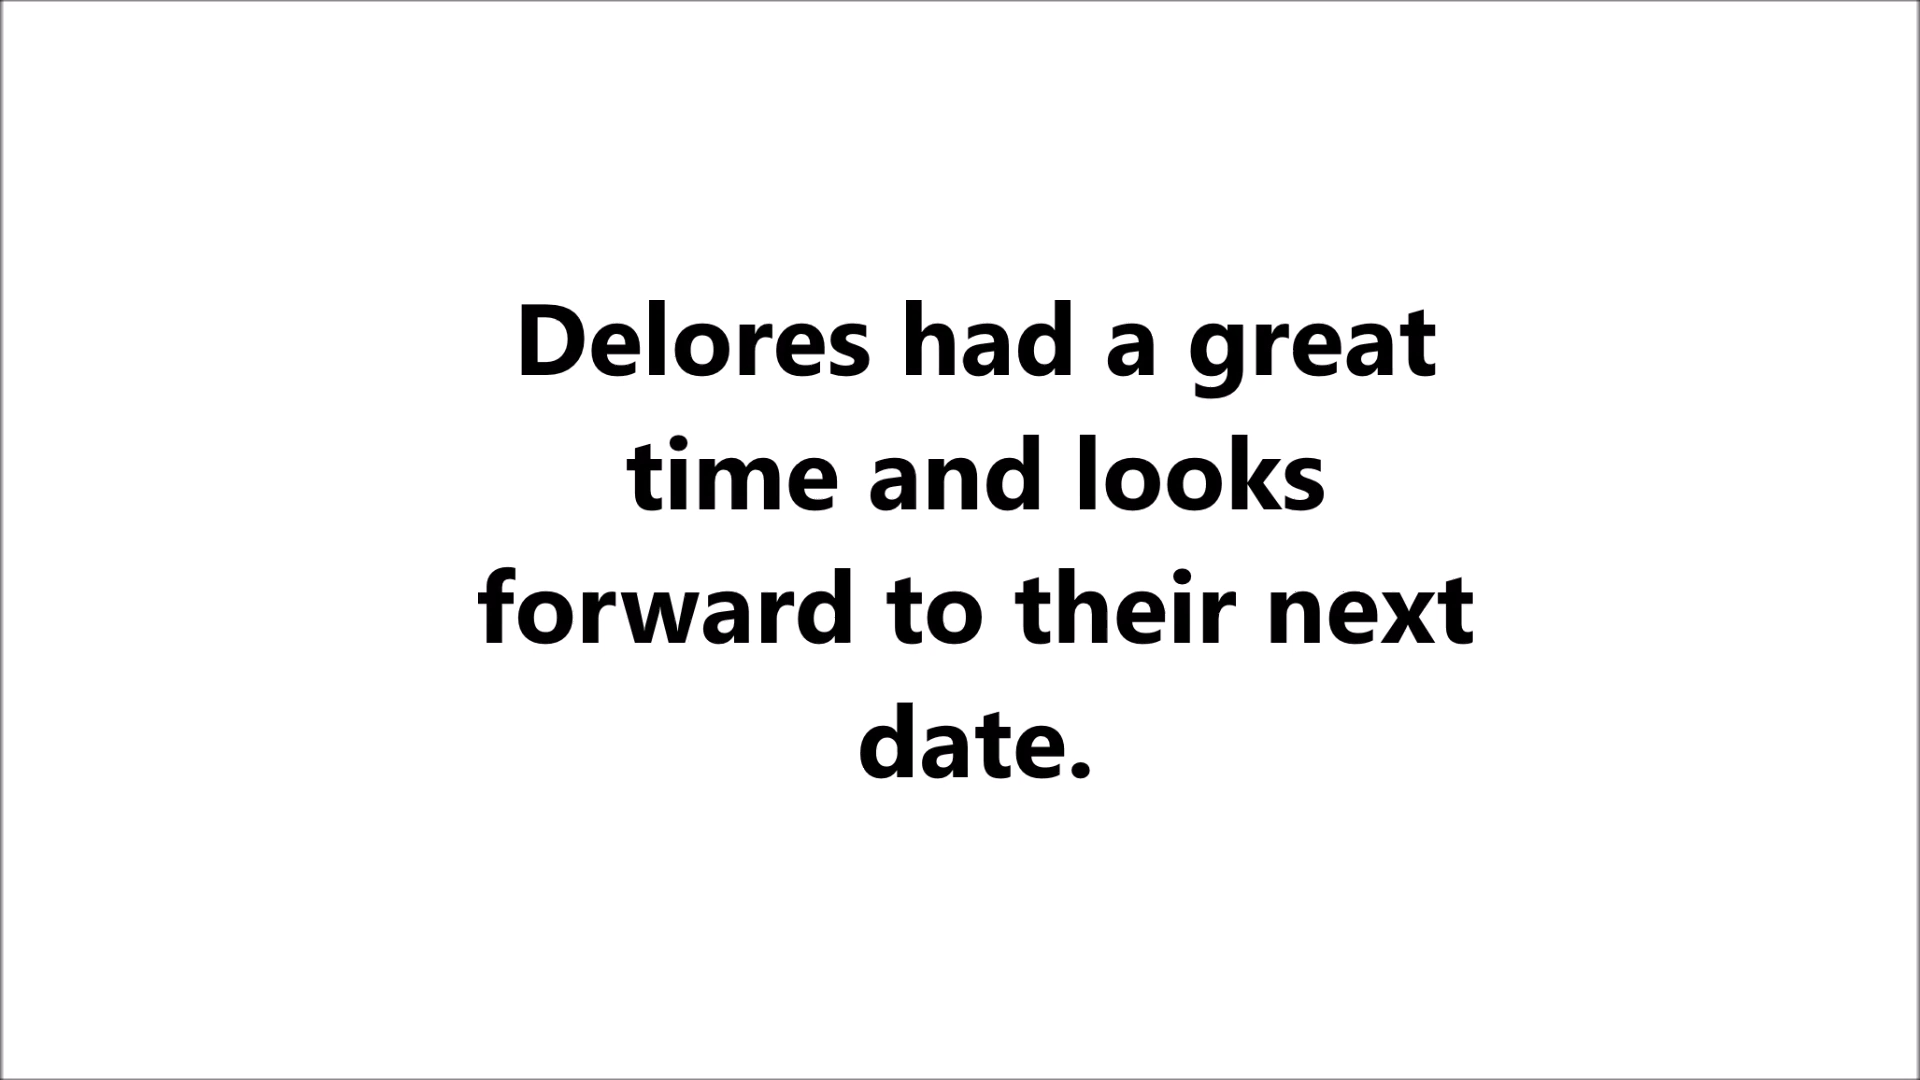 Delores had a great
time and looks
forward to their next
date.